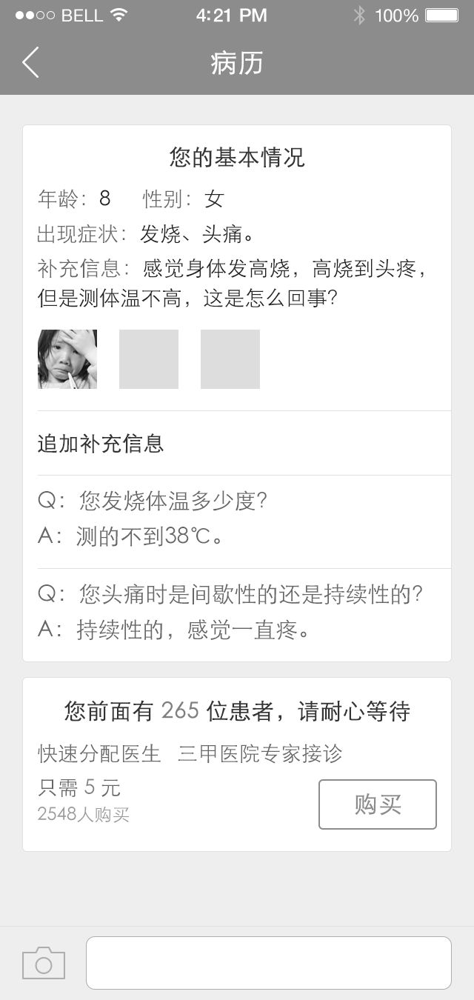 BELL 4:21 PM 100%
病历
您的基本情况
年龄：8 性别：女
出现症状：发烧、头痛。
补充信息：感觉身体发高烧，高烧到头疼，
但是测体温不高，这是怎么回事？
追加补充信息
Q：您发烧体温多少度？
A：测的不到38℃。
Q：您头痛时是间歇性的还是持续性的？
A：持续性的，感觉一直疼。
您前面有 265 位患者，请耐心等待
快速分配医生 三甲医院专家接诊
只需 5 元
2548人购买
购买